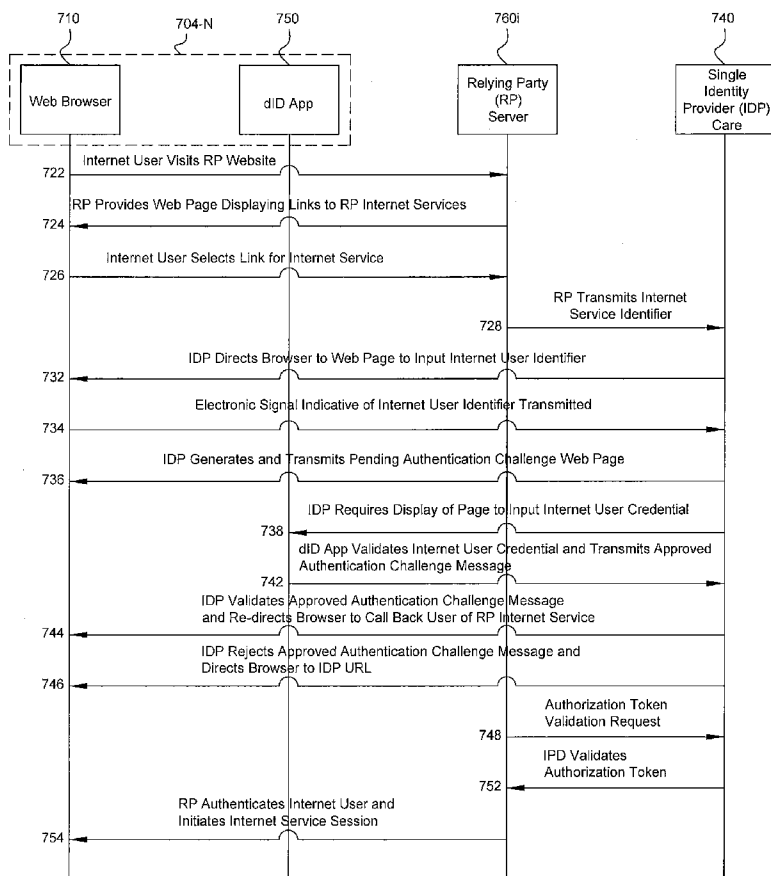 710
704-N
750
760i
740
Web Browser
dID App
Relying Party
(RP)
Server
Single
Identity
Provider (IDP)
Care
Internet User Visits RP Website
722
RP Provides Web Page Displaying Links to RP Internet Services
724
Internet User Selects Link for Internet Service
726
RP Transmits Internet
Service Identifier
728
IDP Directs Browser to Web Page to Input Internet User Identifier
732
Electronic Signal Indicative of Internet User Identifier Transmitted
734
IDP Generates and Transmits Pending Authentication Challenge Web Page
736
IDP Requires Display of Page to Input Internet User Credential
738
dID App Validates Internet User Credential and Transmits Approved
Authentication Challenge Message
742
IDP Validates Approved Authentication Challenge Message
and Re-directs Browser to Call Back User of RP Internet Service
744
IDP Rejects Approved Authentication Challenge Message and
Directs Browser to IDP URL
746
Authorization Token
Validation Request
748
IPD Validates
Authorization Token
752
RP Authenticates Internet User and
Initiates Internet Service Session
754